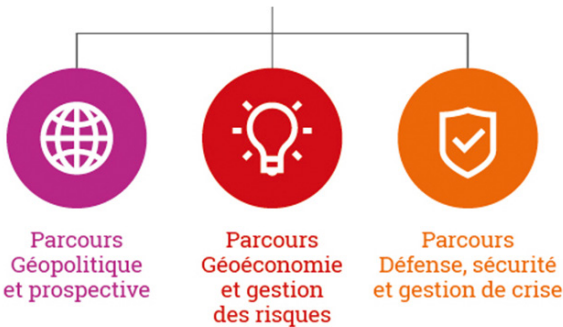 Parcours
Géopolitique
et prospective
Parcours
Géoéconomie
et gestion
des risques
Parcours
Défense, sécurité
et gestion de crise